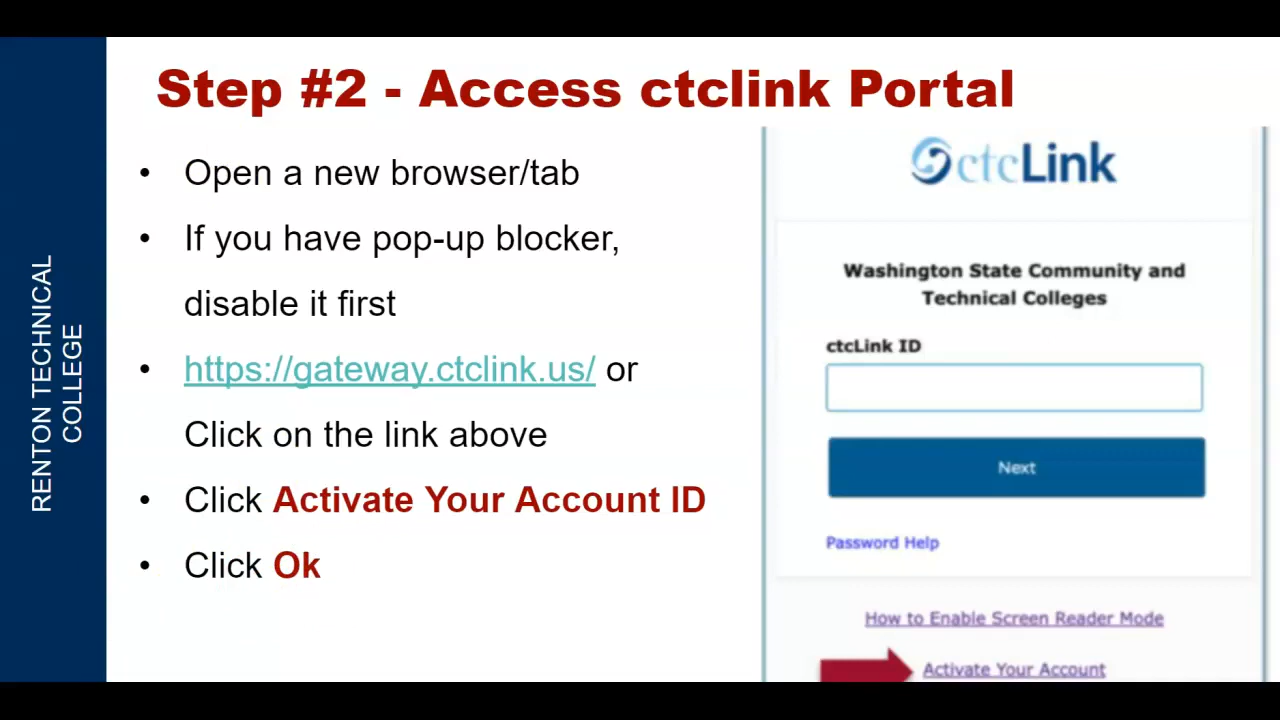 Step #2 - Access ctclink Portal
• Open a new browser/tab
• If you have pop-up blocker,
disable it first
• https://gateway.ctclink.us/ or
Click on the link above
• Click Activate Your Account ID
• Click Ok
RENTON TECHNICAL
COLLEGE
ctcLink
Washington State Community and
Technical Colleges
ctcLink ID
Next
Password Help
How to Enable Screen Reader Mode
Activate Your Account